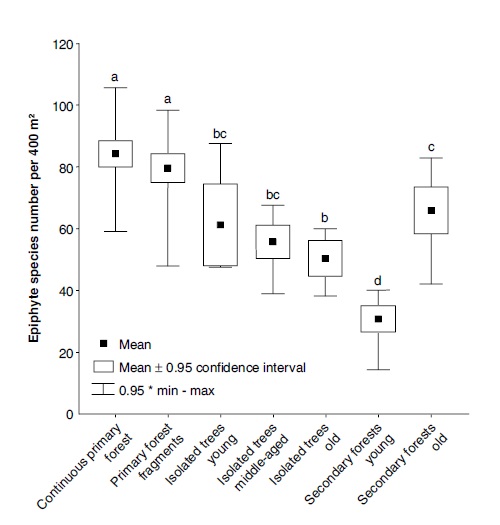 Epiphyte species number per 400 m²
120
100
80
60
40
20
0
a
a
bc
bc
b
d
c
Mean
Mean ± 0.95 confidence interval
0.95 * min - max
Continuous primary
forest
Primary forest
fragments
Isolated trees
young
Isolated trees
middle-aged
Isolated trees
old
Secondary forests
young
Secondary forests
old